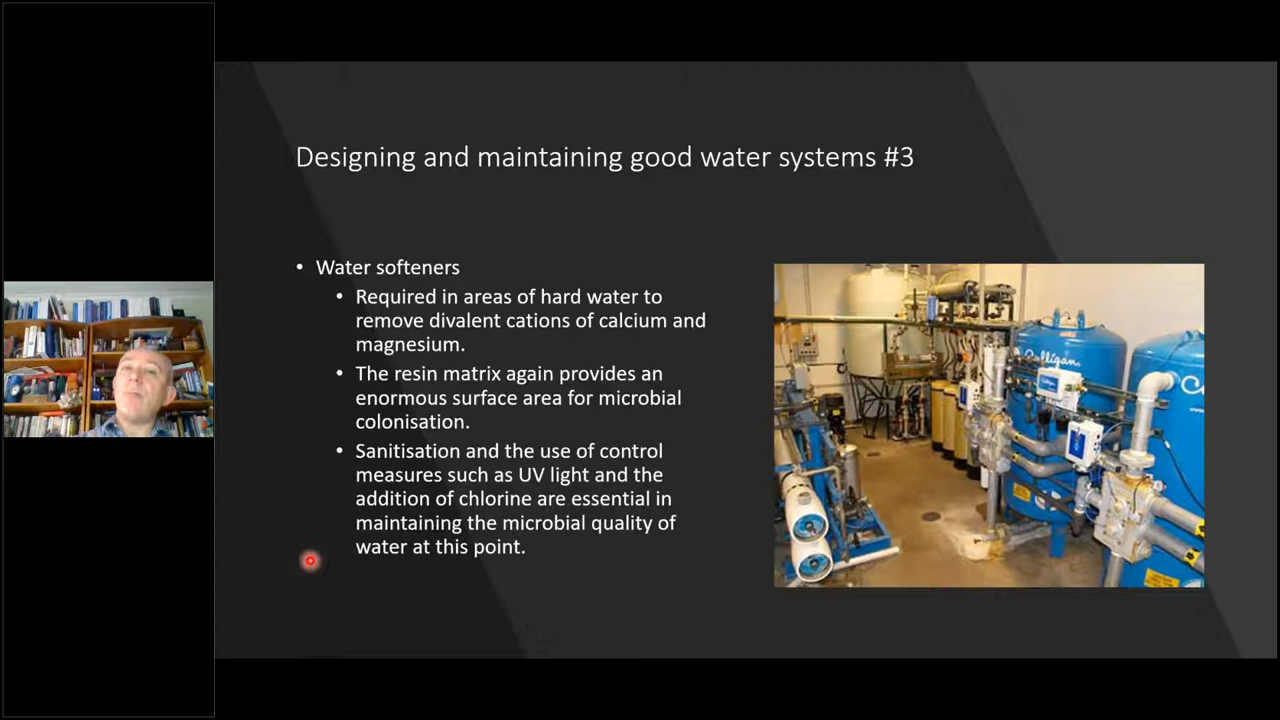 Designing and maintaining good water systems #3
• Water softeners
• Required in areas of hard water to
remove divalent cations of calcium and
magnesium.
• The resin matrix again provides an
enormous surface area for microbial
colonisation.
• Sanitisation and the use of control
measures such as UV light and the
addition of chlorine are essential in
maintaining the microbial quality of
water at this point.
Culligan